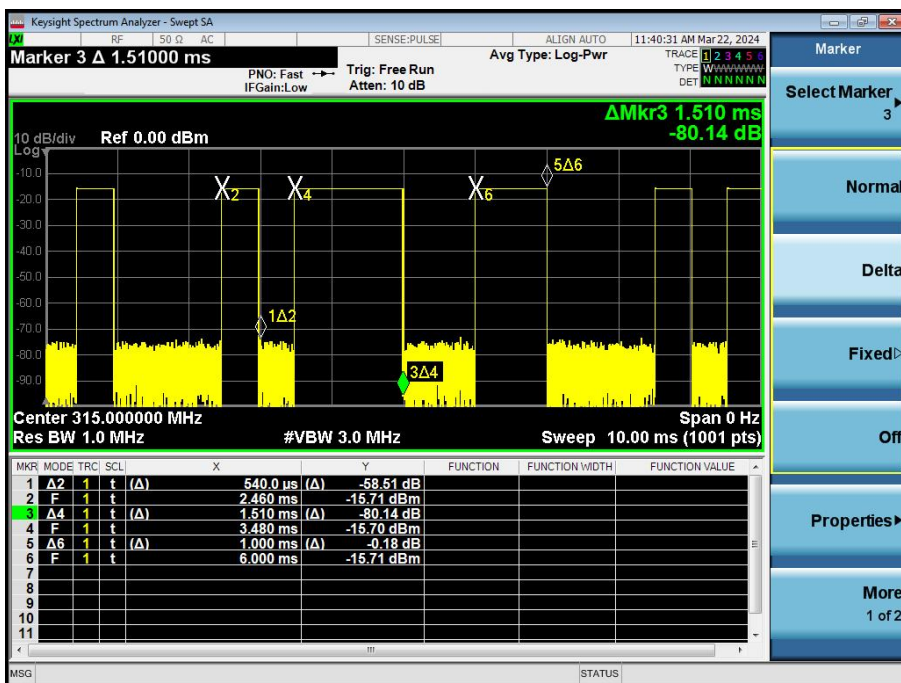 Keysight Spectrum Analyzer - Swept SA
LXI RF 50 Ω AC SENSE:PULSE ALIGN AUTO 11:40:31 AM Mar 22, 2024
Marker 3 Δ 1.51000 ms
PNO: Fast
IFGain:Low
Trig: Free Run
Atten: 10 dB
Avg Type: Log-Pwr
TRACE 1 2 3 4 5 6
TYPE WWWWWW
DET N N N N N N
ΔMkr3 1.510 ms
-80.14 dB
10 dB/div Ref 0.00 dBm
Log
-10.0
-20.0
-30.0
-40.0
-50.0
-60.0
-70.0
-80.0
-90.0
X2
X4
X6
5Δ6
1Δ2
3Δ4
Center 315.000000 MHz Span 0 Hz
Res BW 1.0 MHz #VBW 3.0 MHz Sweep 10.00 ms (1001 pts)
MKR MODE TRC SCL X Y FUNCTION FUNCTION WIDTH FUNCTION VALUE
1 Δ2 1 t (Δ) 540.0 µs (Δ) -58.51 dB
2 F 1 t 2.460 ms -15.71 dBm
3 Δ4 1 t (Δ) 1.510 ms (Δ) -80.14 dB
4 F 1 t 3.480 ms -15.70 dBm
5 Δ6 1 t (Δ) 1.000 ms (Δ) -0.18 dB
6 F 1 t 6.000 ms -15.71 dBm
7
8
9
10
11
MSG STATUS
Marker
Select Marker
3
Normal
Delta
Fixed
Off
Properties
More
1 of 2